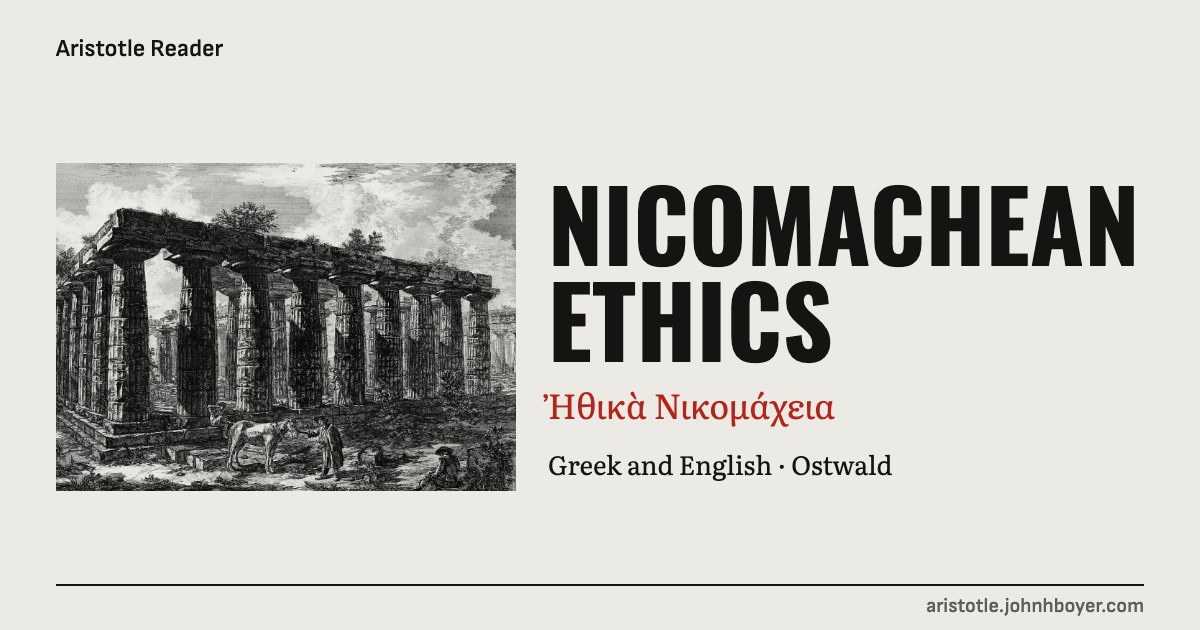 Aristotle Reader
NICOMACHEAN
ETHICS
Ἠθικὰ Νικομάχεια
Greek and English · Ostwald
aristotle.johnhboyer.com